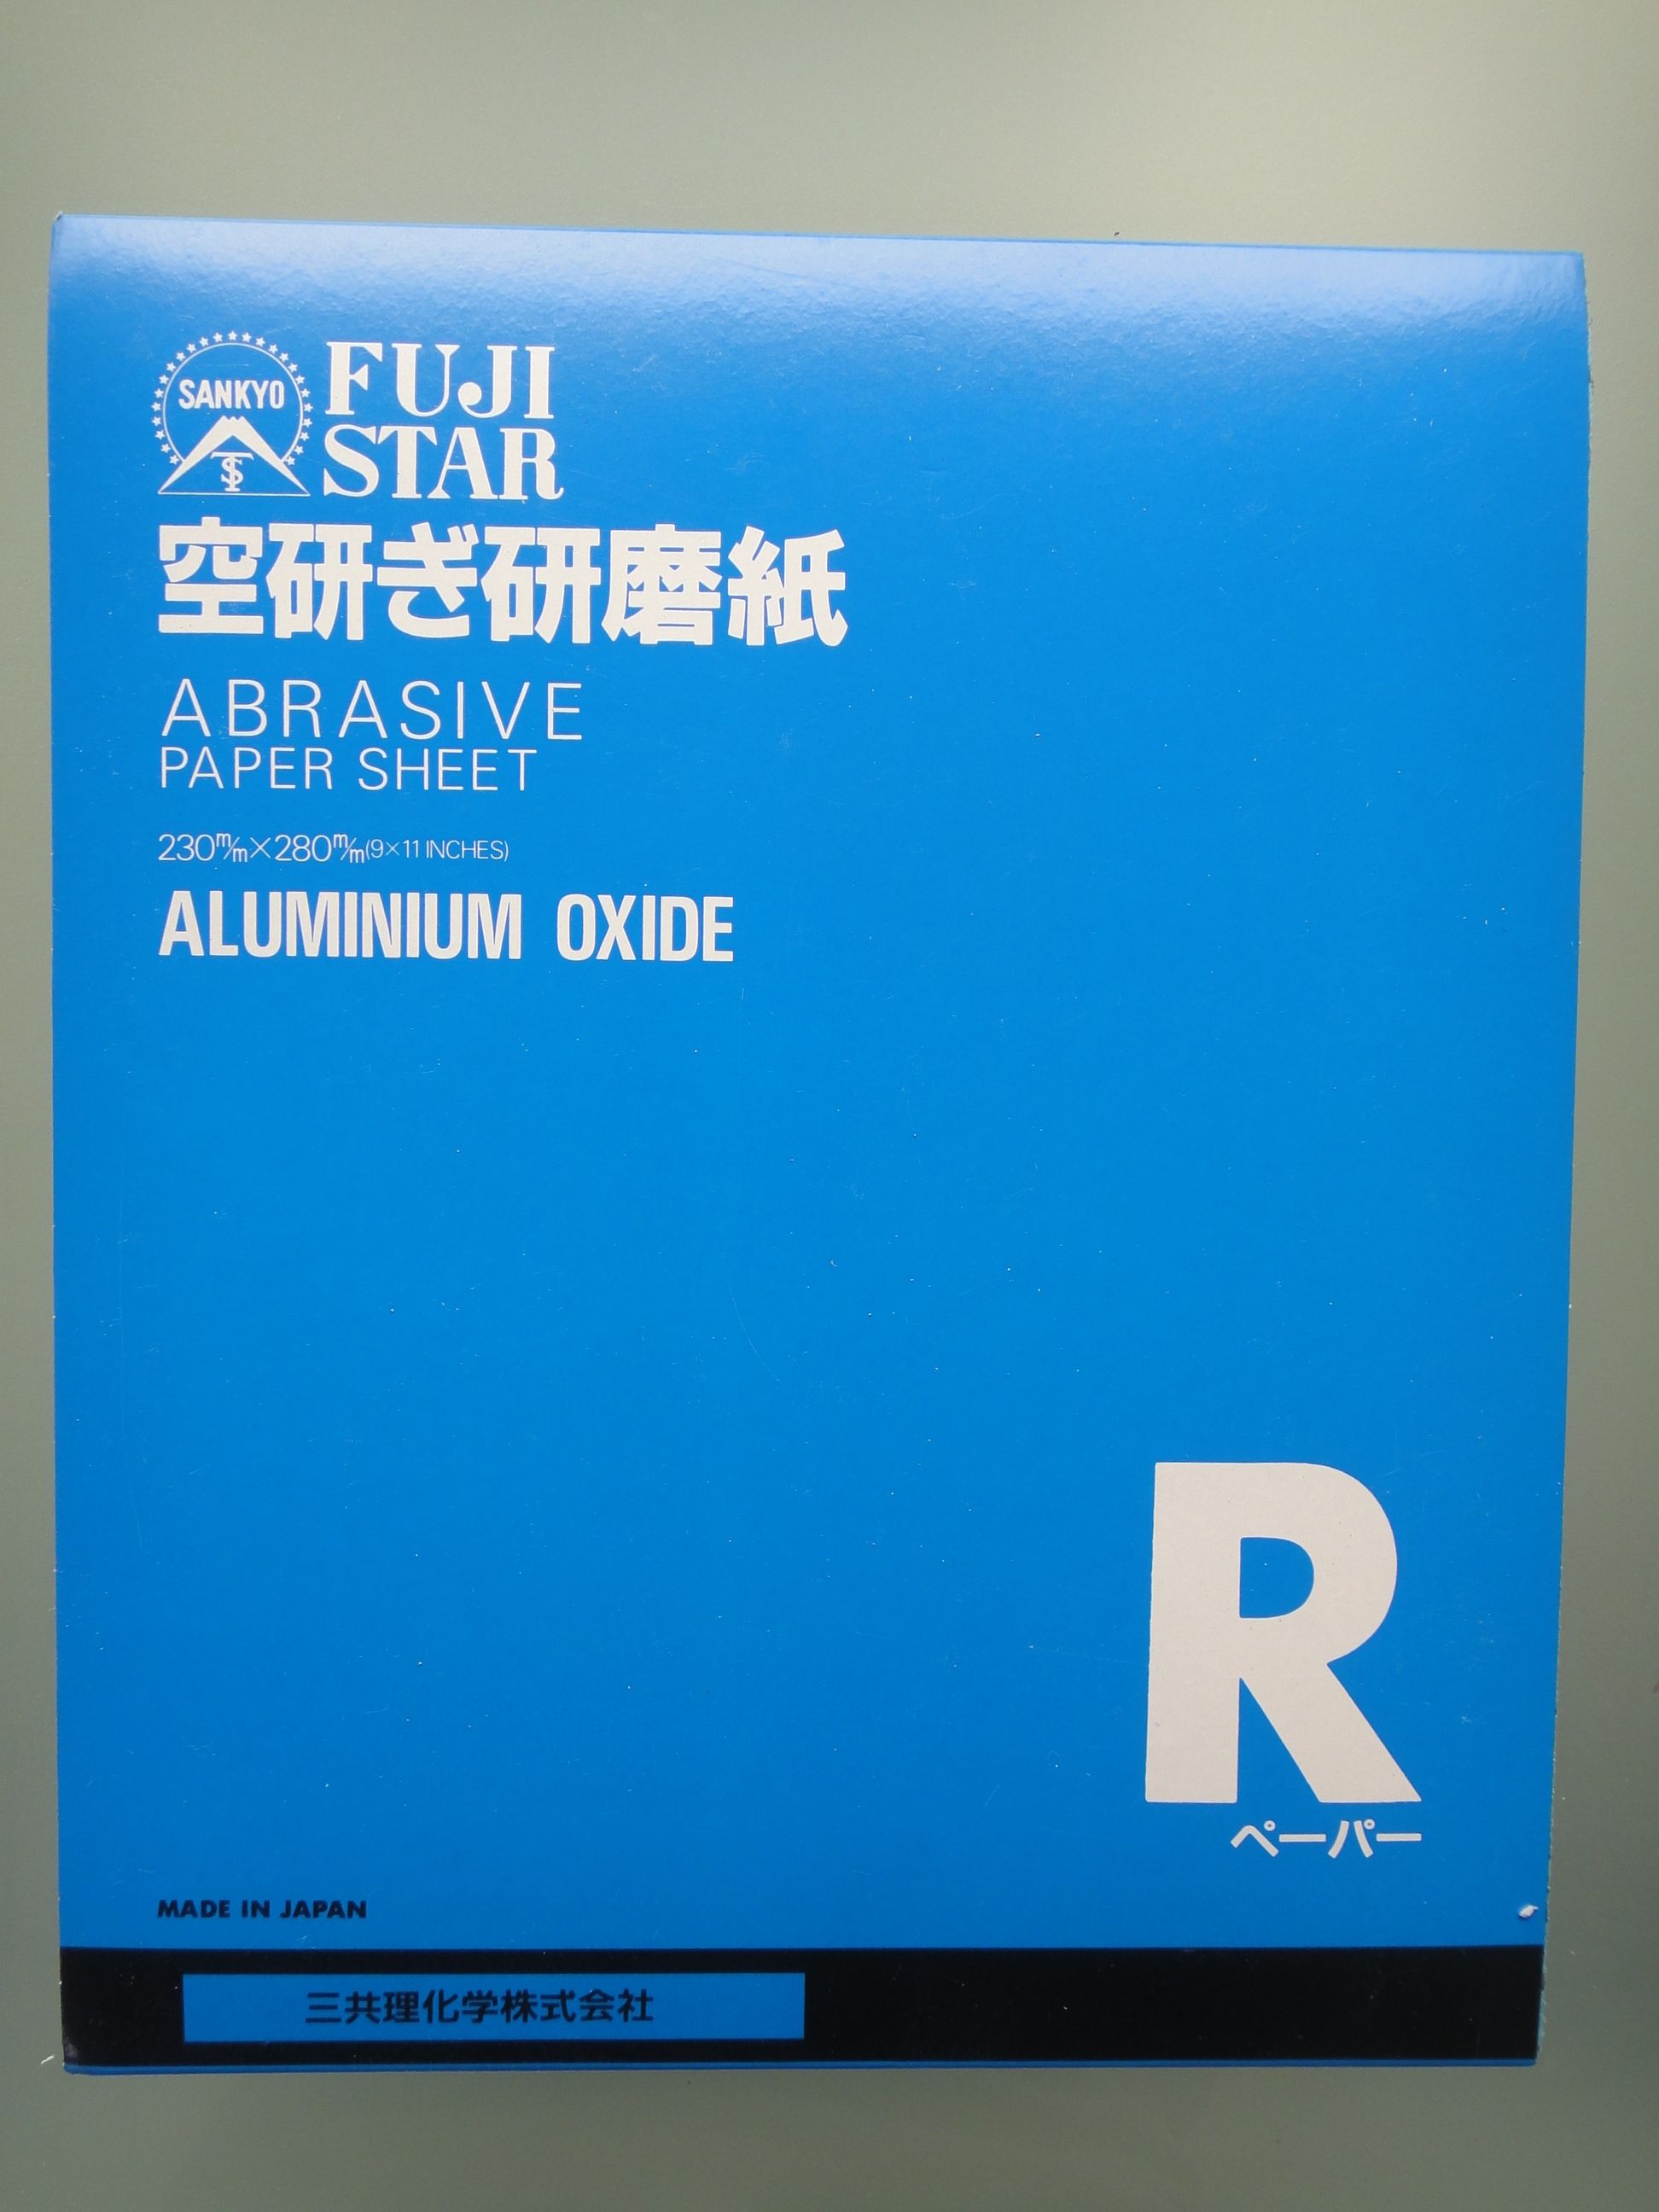 SANKYO
FUJI
STAR
空研ぎ研磨紙
ABRASIVE
PAPER SHEET
230m/m×280m/m(9×11 INCHES)
ALUMINIUM OXIDE
R
ペーパー
MADE IN JAPAN
三共理化学株式会社